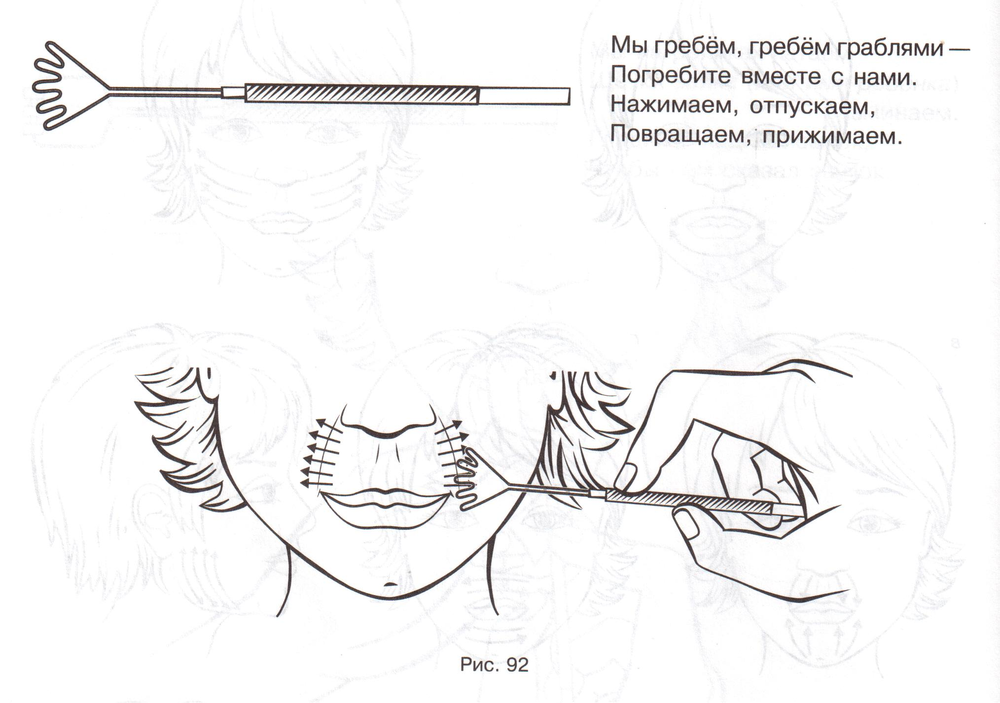 Мы гребём, гребём граблями —
Погребите вместе с нами.
Нажимаем, отпускаем,
Повращаем, прижимаем.
Рис. 92